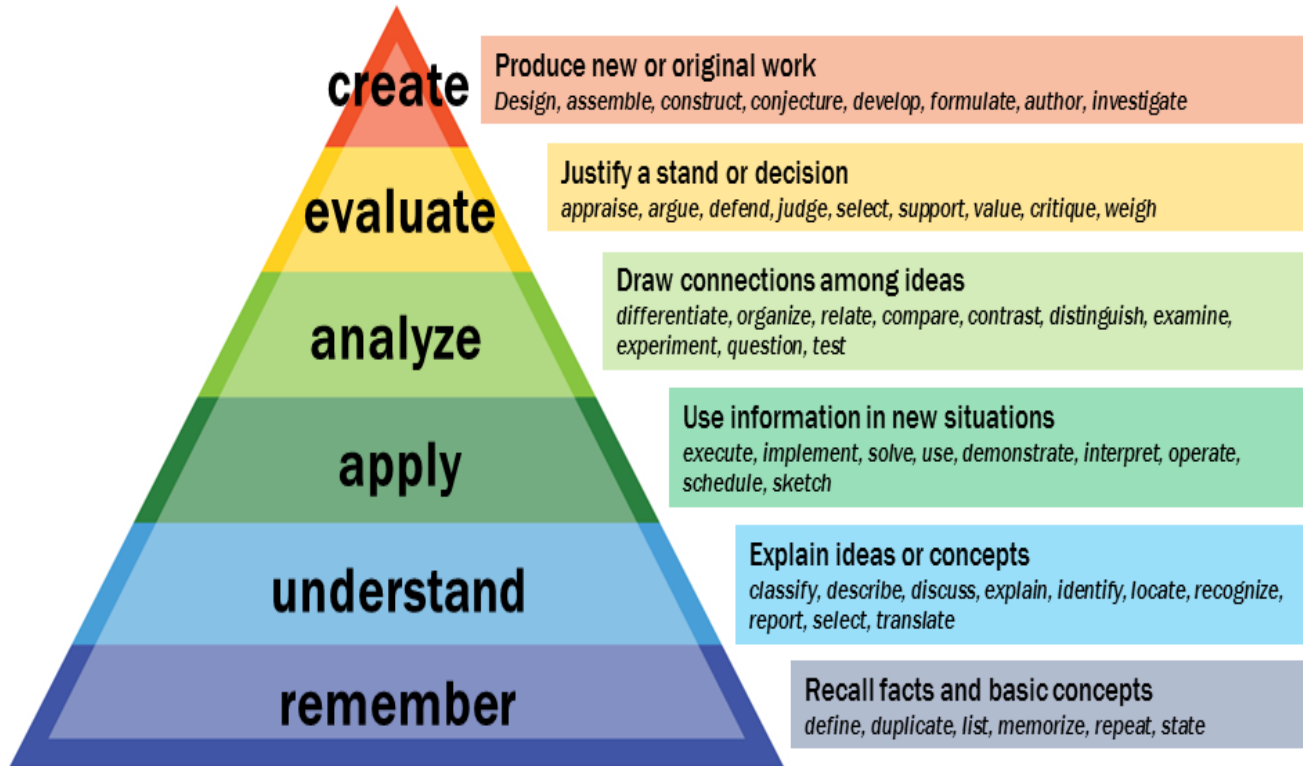 create
Produce new or original work
Design, assemble, construct, conjecture, develop, formulate, author, investigate
evaluate
Justify a stand or decision
appraise, argue, defend, judge, select, support, value, critique, weigh
analyze
Draw connections among ideas
differentiate, organize, relate, compare, contrast, distinguish, examine,
experiment, question, test
apply
Use information in new situations
execute, implement, solve, use, demonstrate, interpret, operate,
schedule, sketch
understand
Explain ideas or concepts
classify, describe, discuss, explain, identify, locate, recognize,
report, select, translate
remember
Recall facts and basic concepts
define, duplicate, list, memorize, repeat, state